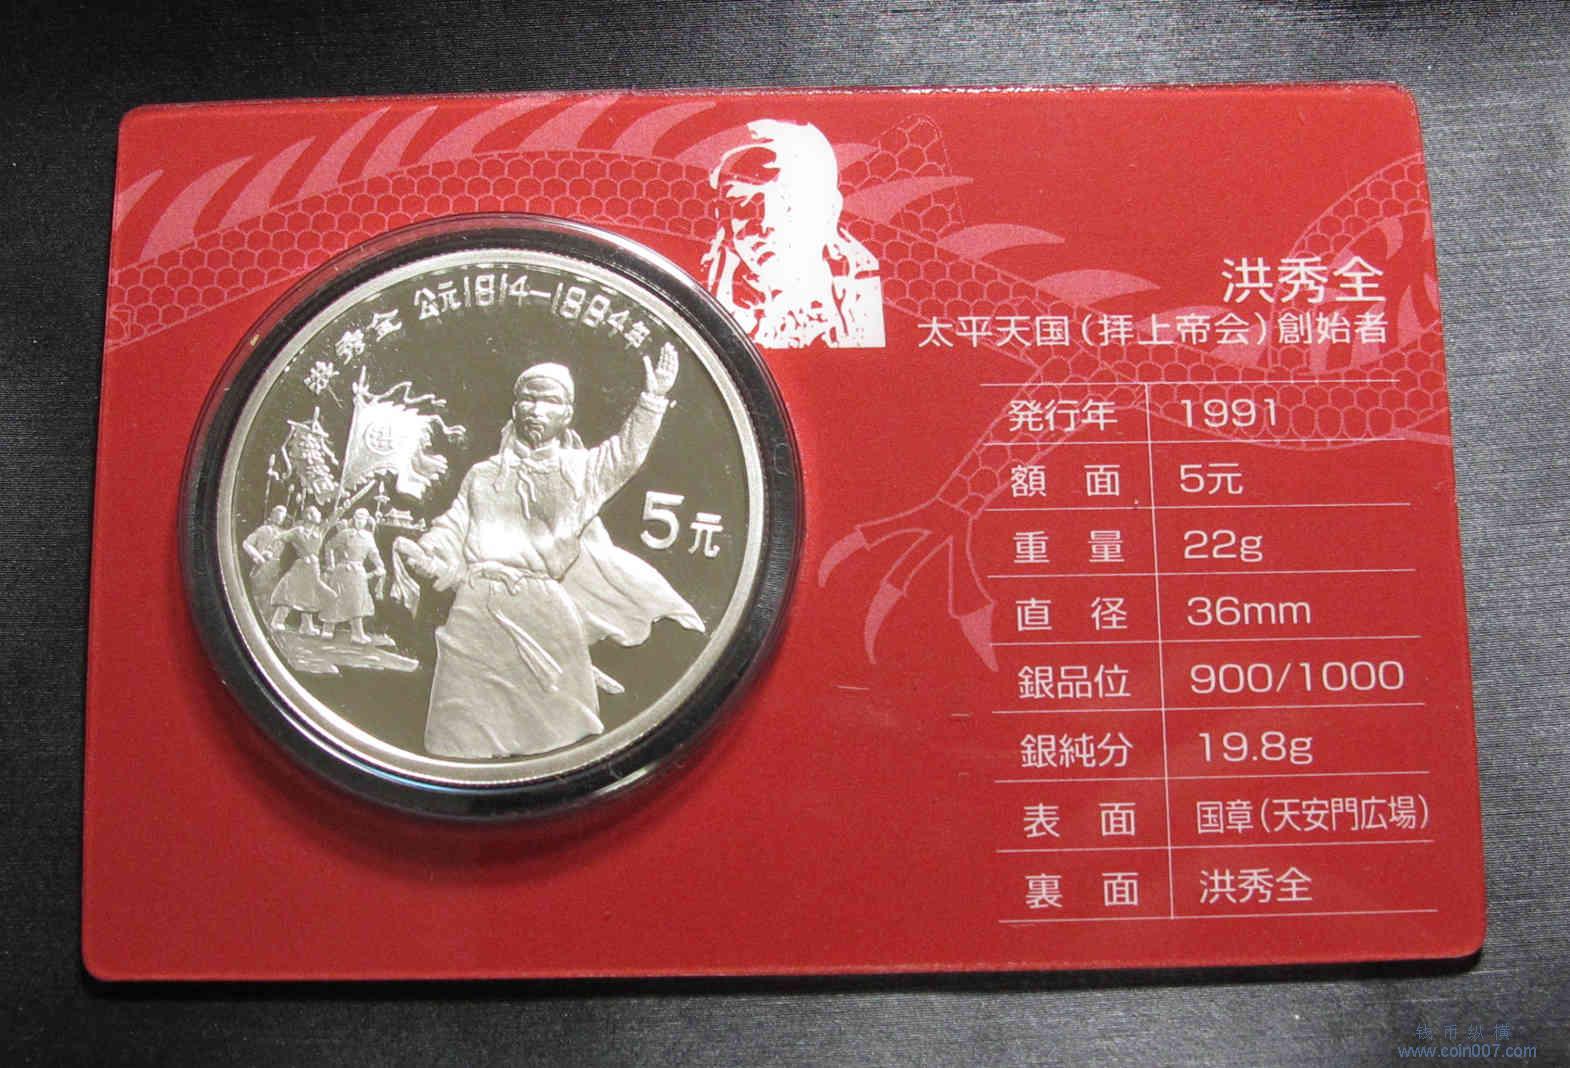 洪秀全 公元1814—1864年
洪
5元
洪秀全
太平天国(拝上帝会)創始者
発行年 1991
額面 5元
重量 22g
直径 36mm
銀品位 900/1000
銀純分 19.8g
表面 国章(天安門広場)
裏面 洪秀全
钱币纵横
www.coin007.com